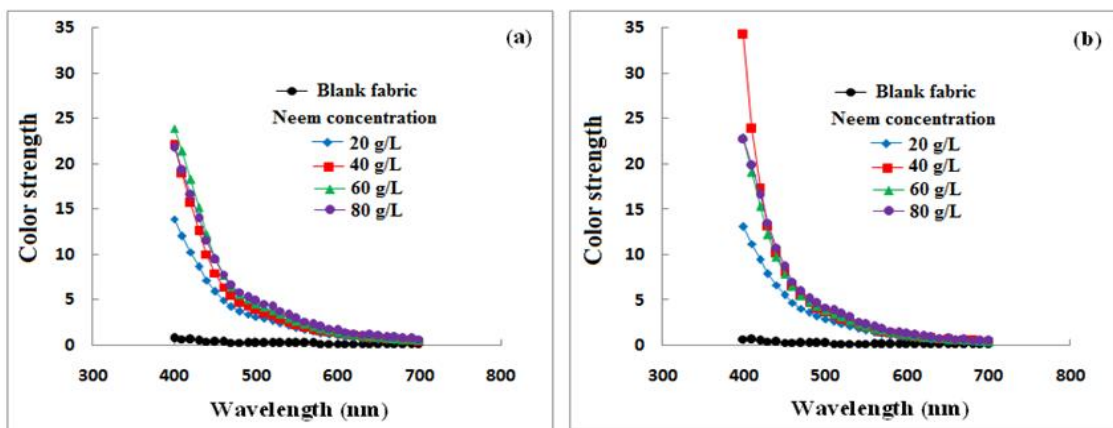 (a)
35
30
25
20
15
10
5
0
Color strength
Blank fabric
Neem concentration
20 g/L
40 g/L
60 g/L
80 g/L
300 400 500 600 700 800
Wavelength (nm)
(b)
35
30
25
20
15
10
5
0
Color strength
Blank fabric
Neem concentration
20 g/L
40 g/L
60 g/L
80 g/L
300 400 500 600 700 800
Wavelength (nm)